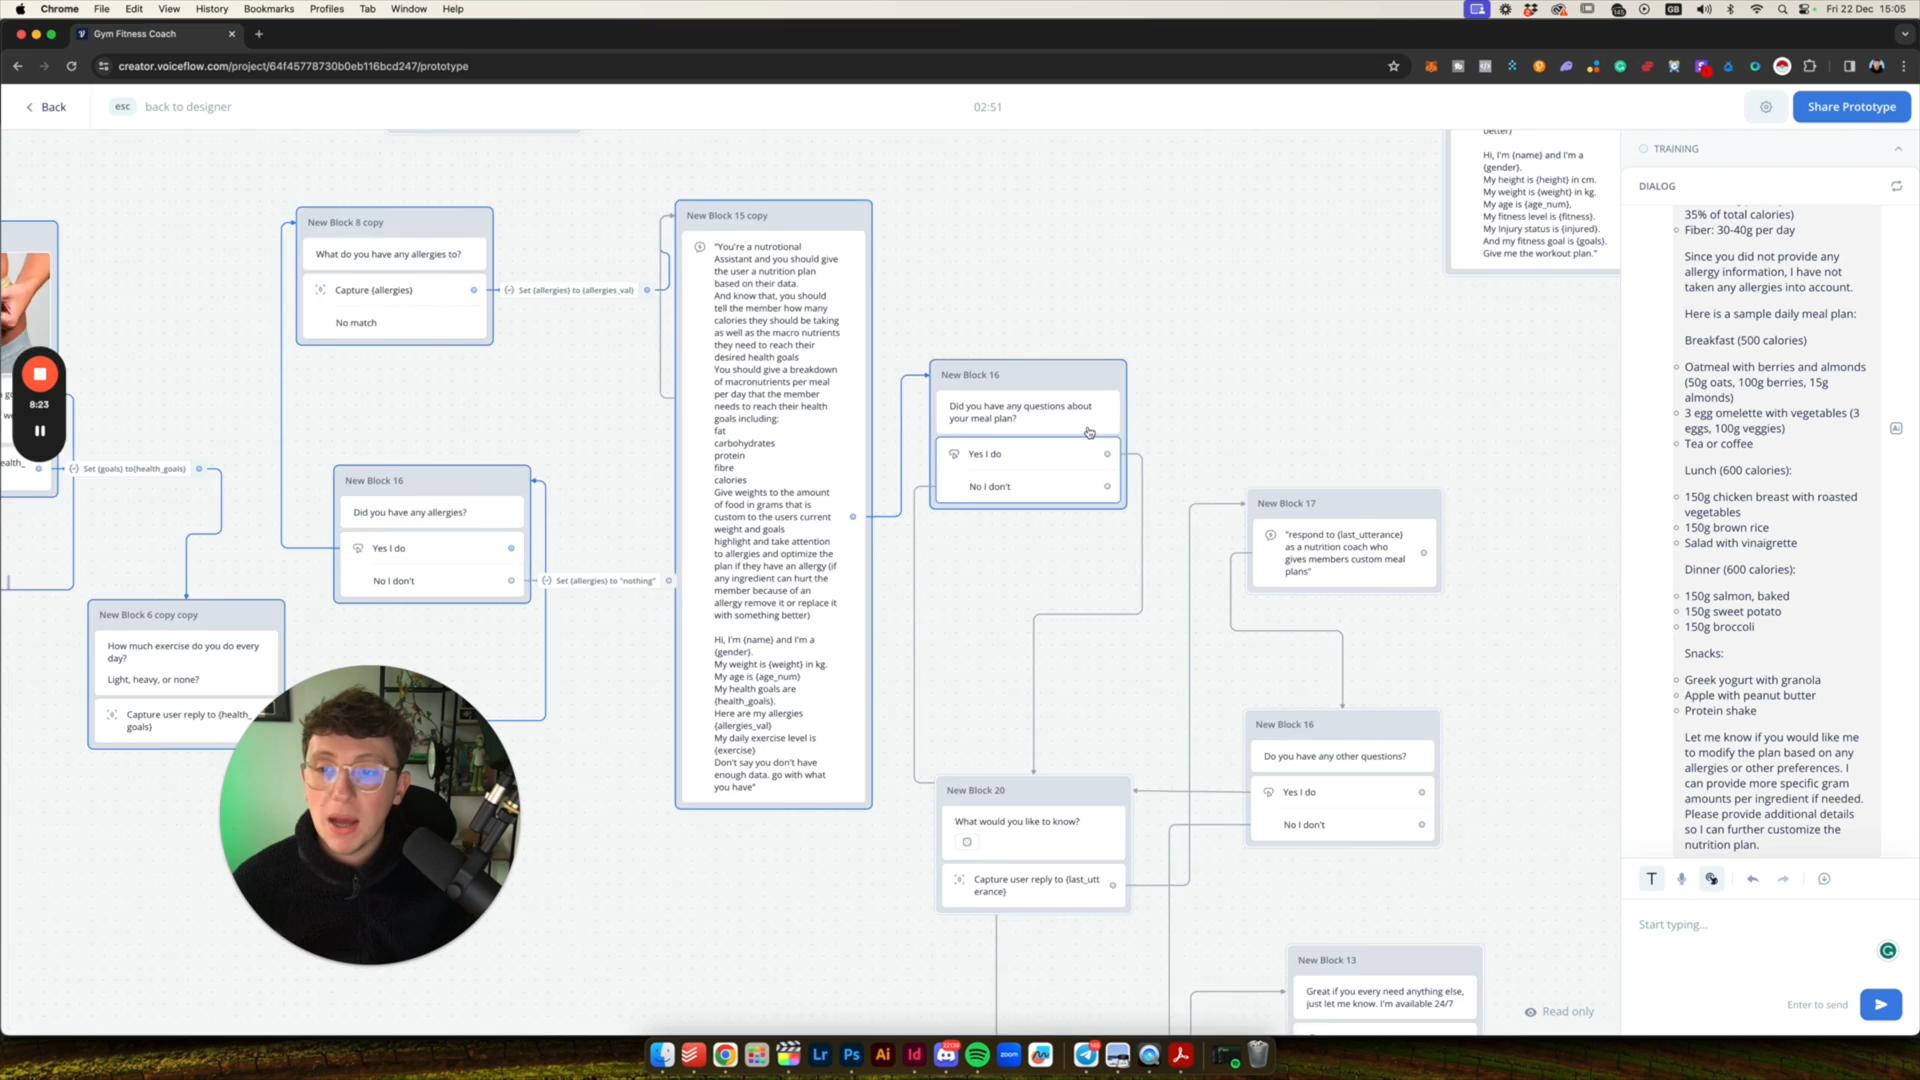 Chrome File Edit View History Bookmarks Profiles Tab Window Help
GB
Fri 22 Dec 15:05
Gym Fitness Coach
creator.voiceflow.com/project/64f45778730b0eb116bcd247/prototype
Back
esc back to designer
02:51
Share Prototype
8:23
Set {goals} to{health_goals}
New Block 6 copy copy
How much exercise do you do every
day?
Light, heavy, or none?
Capture user reply to {health_
goals}
New Block 8 copy
What do you have any allergies to?
Capture {allergies}
No match
Set {allergies} to {allergies_val}
New Block 16
Did you have any allergies?
Yes I do
No I don't
Set {allergies} to "nothing"
New Block 15 copy
"You're a nutrotional
Assistant and you should give
the user a nutrition plan
based on their data.
And know that, you should
tell the member how many
calories they should be taking
as well as the macro nutrients
they need to reach their
desired health goals
You should give a breakdown
of macronutrients per meal
per day that the member
needs to reach their health
goals including:
fat
carbohydrates
protein
fibre
calories
Give weights to the amount
of food in grams that is
custom to the users current
weight and goals
highlight and take attention
to allergies and optimize the
plan if they have an allergy (if
any ingredient can hurt the
member because of an
allergy remove it or replace it
with something better)
Hi, I'm {name} and I'm a
{gender}.
My weight is {weight} in kg.
My age is {age_num}
My health goals are
{health_goals}.
Here are my allergies
{allergies_val}
My daily exercise level is
{exercise}
Don't say you don't have
enough data. go with what
you have"
New Block 16
Did you have any questions about
your meal plan?
Yes I do
No I don't
New Block 20
What would you like to know?
Capture user reply to {last_utt
erance}
New Block 17
"respond to {last_utterance}
as a nutrition coach who
gives members custom meal
plans"
New Block 16
Do you have any other questions?
Yes I do
No I don't
New Block 13
Great if you every need anything else,
just let me know. I'm available 24/7
better)
Hi, I'm {name} and I'm a
{gender}.
My height is {height} in cm.
My weight is {weight} in kg.
My age is {age_num},
My fitness level is {fitness}.
My Injury status is {injured}.
And my fitness goal is {goals}.
Give me the workout plan."
Read only
TRAINING
DIALOG
35% of total calories)
Fiber: 30-40g per day
Since you did not provide any
allergy information, I have not
taken any allergies into account.
Here is a sample daily meal plan:
Breakfast (500 calories)
Oatmeal with berries and almonds
(50g oats, 100g berries, 15g
almonds)
3 egg omelette with vegetables (3
eggs, 100g veggies)
Tea or coffee
Lunch (600 calories):
150g chicken breast with roasted
vegetables
150g brown rice
Salad with vinaigrette
Dinner (600 calories):
150g salmon, baked
150g sweet potato
150g broccoli
Snacks:
Greek yogurt with granola
Apple with peanut butter
Protein shake
Let me know if you would like me
to modify the plan based on any
allergies or other preferences. I
can provide more specific gram
amounts per ingredient if needed.
Please provide additional details
so I can further customize the
nutrition plan.
Start typing...
Enter to send
Lr Ps Ai Id zoom